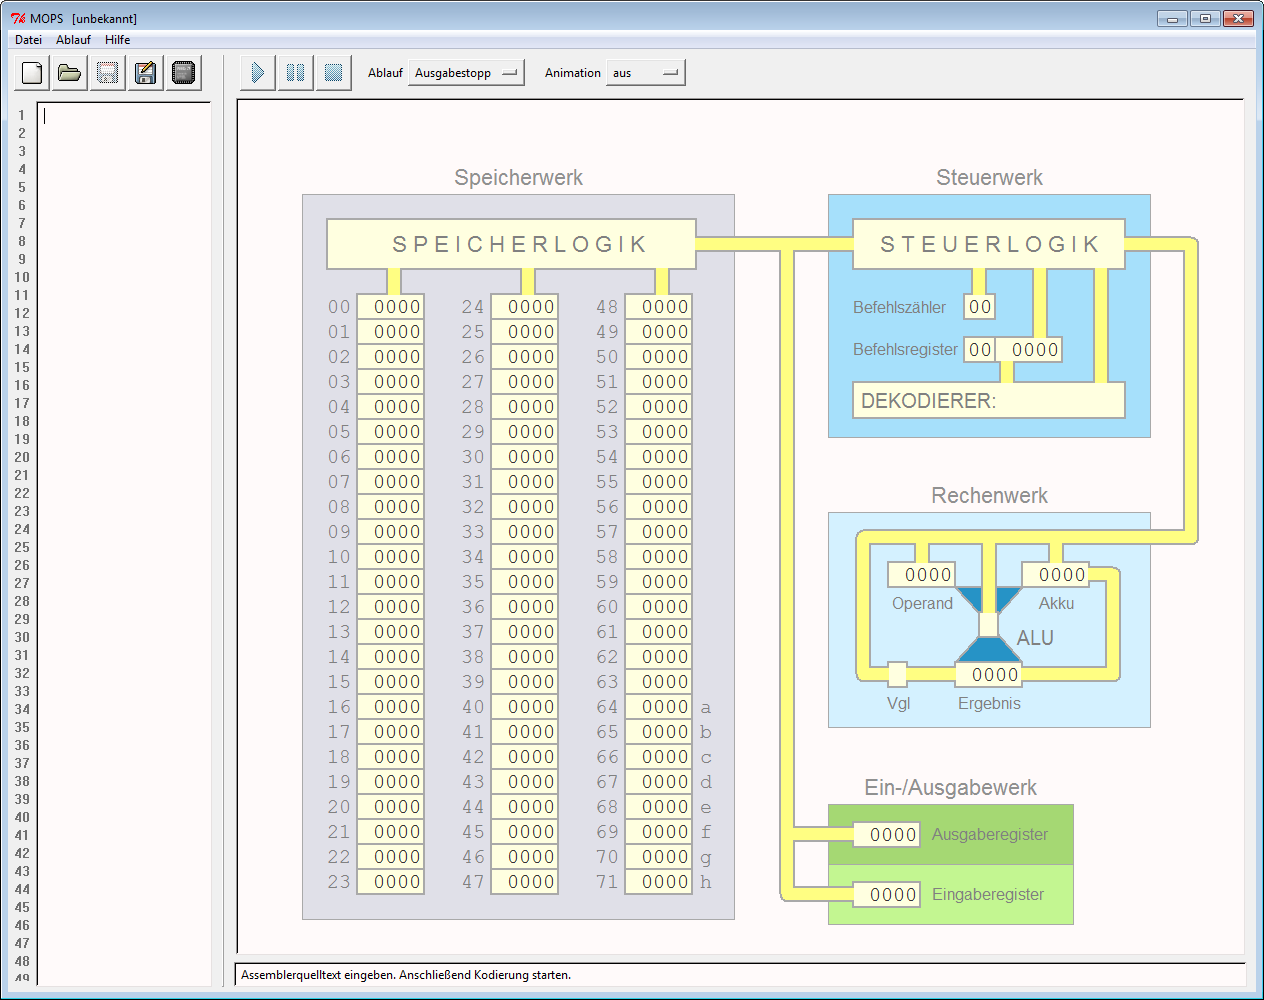 MOPS [unbekannt]
Datei Ablauf Hilfe
Ablauf Ausgabestopp Animation aus
1
2
3
4
5
6
7
8
9
10
11
12
13
14
15
16
17
18
19
20
21
22
23
24
25
26
27
28
29
30
31
32
33
34
35
36
37
38
39
40
41
42
43
44
45
46
47
48
49
Speicherwerk
SPEICHERLOGIK
00 0000 24 0000 48 0000
01 0000 25 0000 49 0000
02 0000 26 0000 50 0000
03 0000 27 0000 51 0000
04 0000 28 0000 52 0000
05 0000 29 0000 53 0000
06 0000 30 0000 54 0000
07 0000 31 0000 55 0000
08 0000 32 0000 56 0000
09 0000 33 0000 57 0000
10 0000 34 0000 58 0000
11 0000 35 0000 59 0000
12 0000 36 0000 60 0000
13 0000 37 0000 61 0000
14 0000 38 0000 62 0000
15 0000 39 0000 63 0000
16 0000 40 0000 64 0000 a
17 0000 41 0000 65 0000 b
18 0000 42 0000 66 0000 c
19 0000 43 0000 67 0000 d
20 0000 44 0000 68 0000 e
21 0000 45 0000 69 0000 f
22 0000 46 0000 70 0000 g
23 0000 47 0000 71 0000 h
Steuerwerk
STEUERLOGIK
Befehlszähler 00
Befehlsregister 00 0000
DEKODIERER:
Rechenwerk
0000 0000
Operand Akku
ALU
0000
Vgl Ergebnis
Ein-/Ausgabewerk
0000 Ausgaberegister
0000 Eingaberegister
Assemblerquelltext eingeben. Anschließend Kodierung starten.